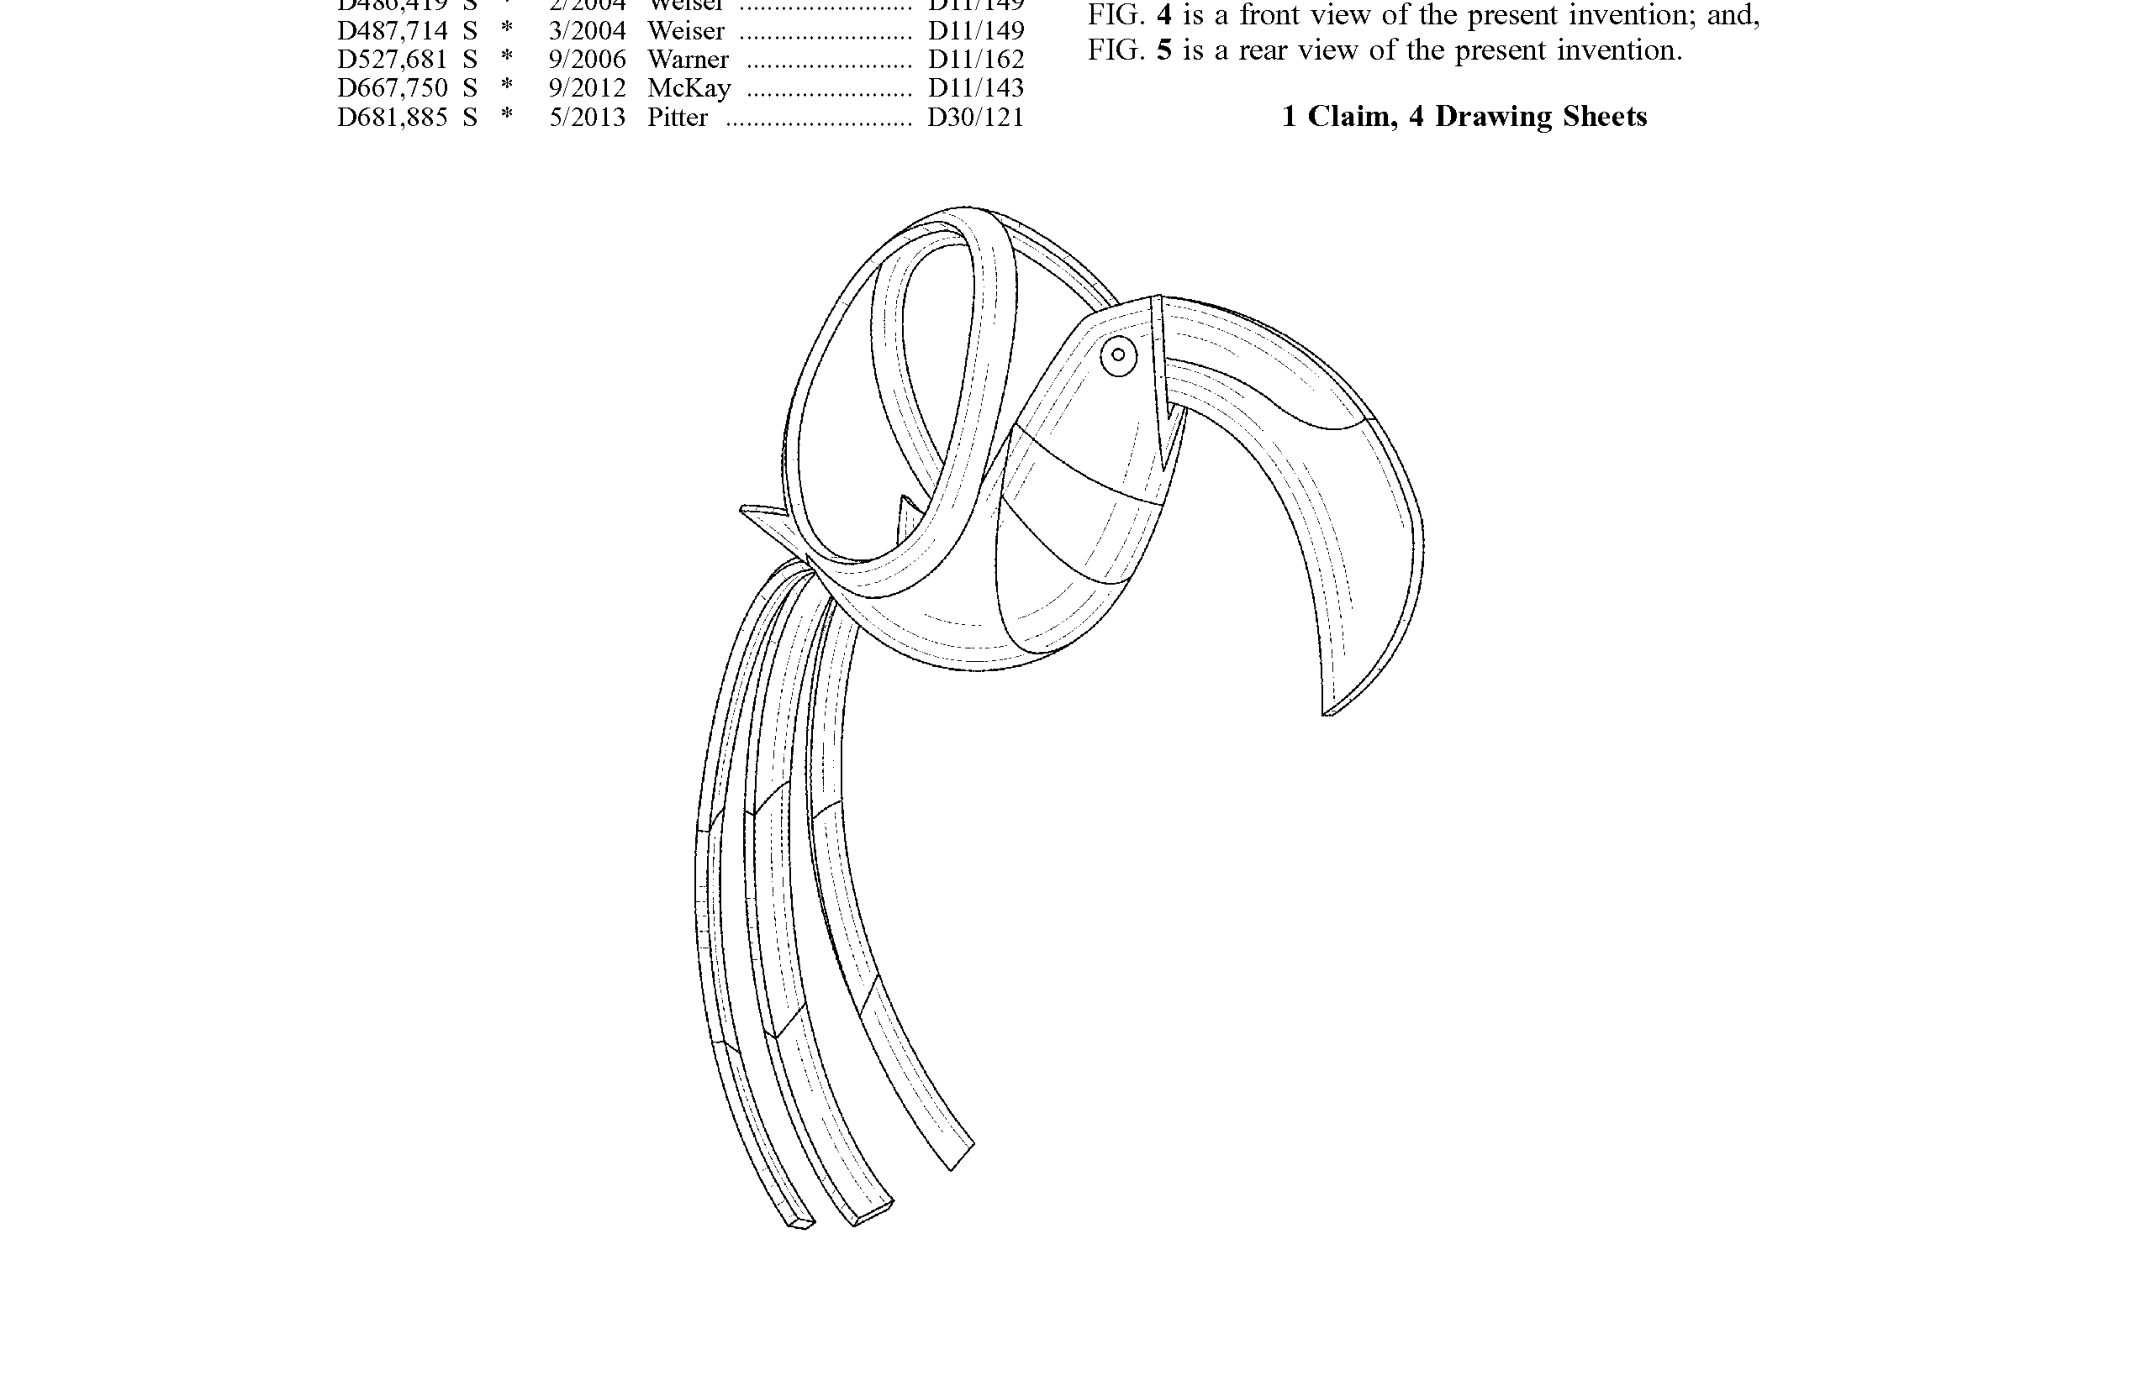 D486,419 S * 2/2004 Weiser ........................ D11/149
D487,714 S * 3/2004 Weiser ......................... D11/149
D527,681 S * 9/2006 Warner ........................ D11/162
D667,750 S * 9/2012 McKay ........................ D11/143
D681,885 S * 5/2013 Pitter ........................... D30/121
FIG. 4 is a front view of the present invention; and,
FIG. 5 is a rear view of the present invention.
1 Claim, 4 Drawing Sheets